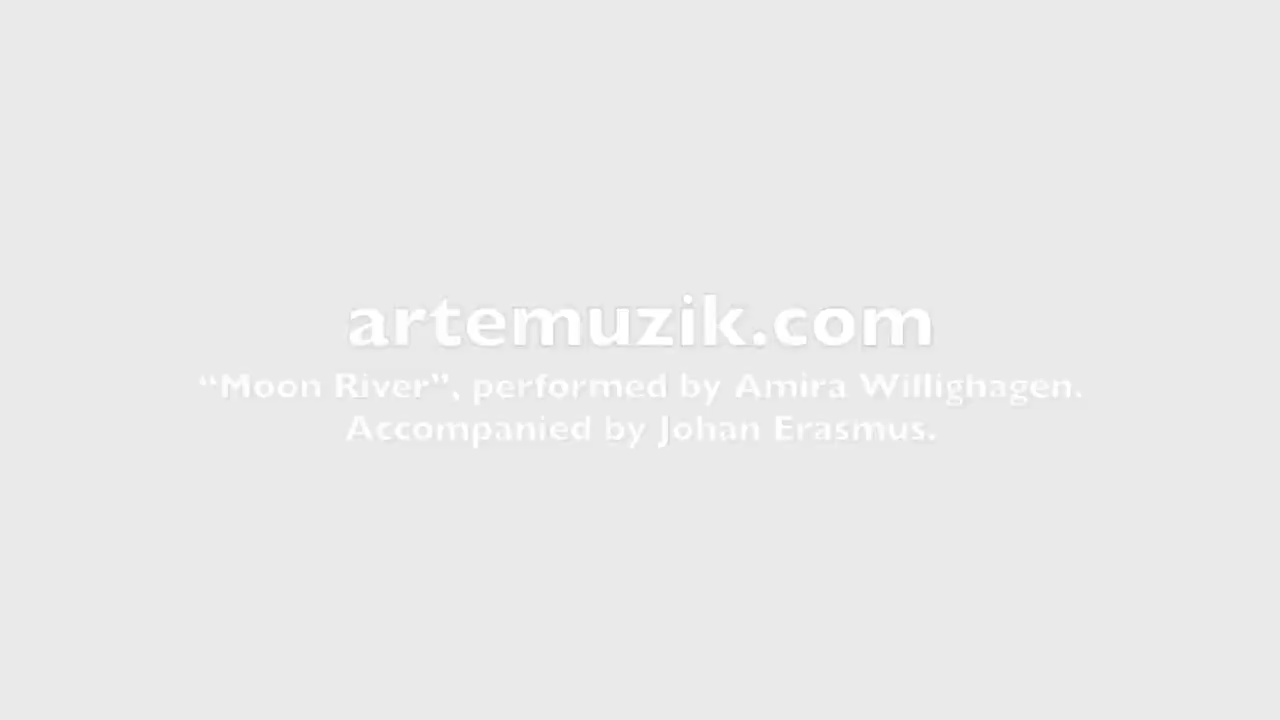 artemuzik.com
“Moon River”, performed by Amira Willighagen.
Accompanied by Johan Erasmus.